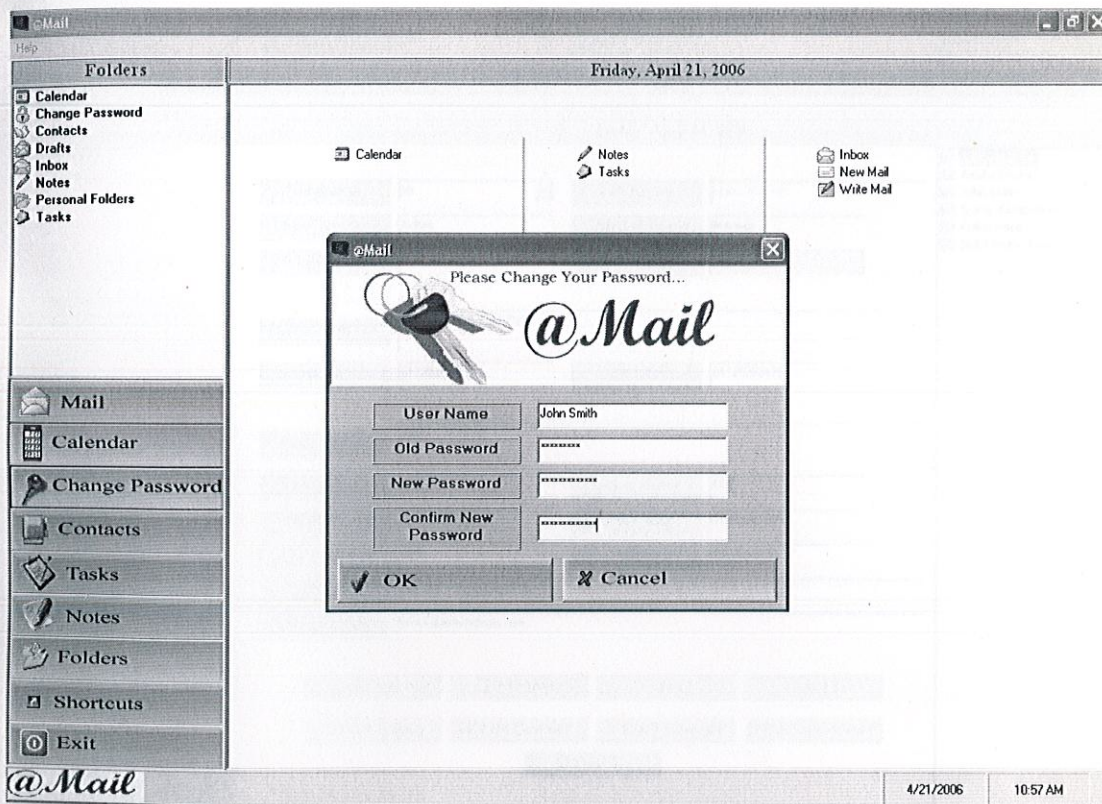 @Mail
Help
Folders
Friday, April 21, 2006
Calendar
Change Password
Contacts
Drafts
Inbox
Notes
Personal Folders
Tasks
Calendar
Notes
Tasks
Inbox
New Mail
Write Mail
@Mail
Please Change Your Password...
@Mail
User Name
John Smith
Old Password
New Password
Confirm New
Password
OK
Cancel
Mail
Calendar
Change Password
Contacts
Tasks
Notes
Folders
Shortcuts
Exit
@Mail
4/21/2006
10:57 AM